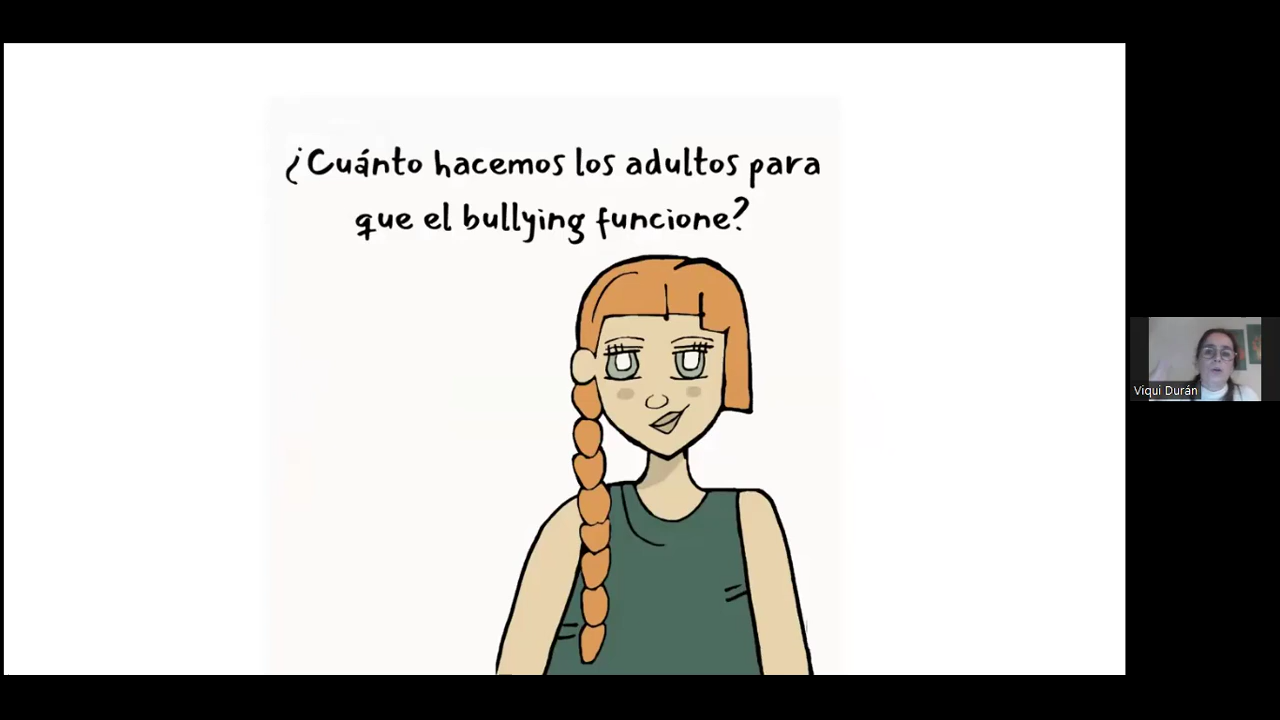 ¿Cuánto hacemos los adultos para
que el bullying funcione?
Viqui Durán